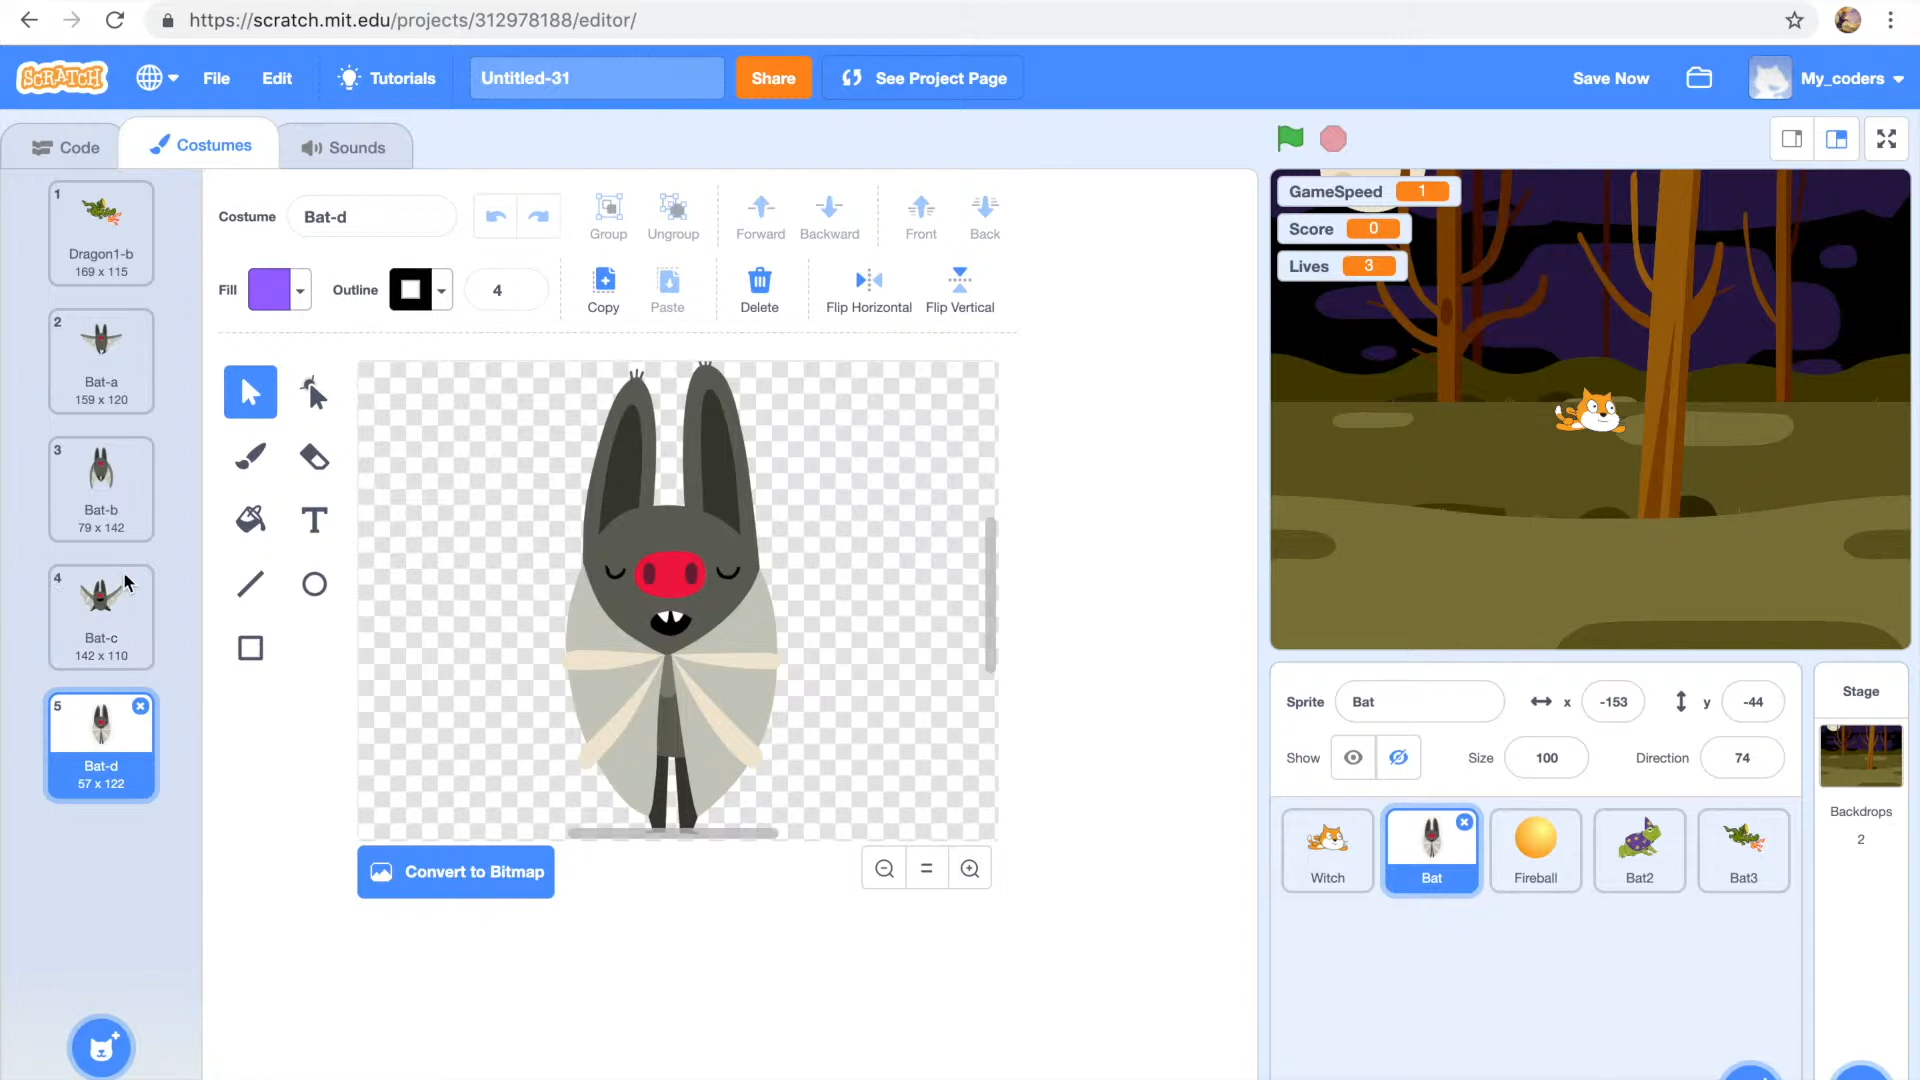 https://scratch.mit.edu/projects/312978188/editor/
SCRATCH
File
Edit
Tutorials
Untitled-31
Share
See Project Page
Save Now
My_coders
Code
Costumes
Sounds
1
Dragon1-b
169 x 115
2
Bat-a
159 x 120
3
Bat-b
79 x 142
4
Bat-c
142 x 110
5
Bat-d
57 x 122
Costume
Bat-d
Group
Ungroup
Forward
Backward
Front
Back
Fill
Outline
4
Copy
Paste
Delete
Flip Horizontal
Flip Vertical
T
Convert to Bitmap
=
GameSpeed 1
Score 0
Lives 3
Sprite
Bat
x
-153
y
-44
Show
Size
100
Direction
74
Witch
Bat
Fireball
Bat2
Bat3
Stage
Backdrops
2